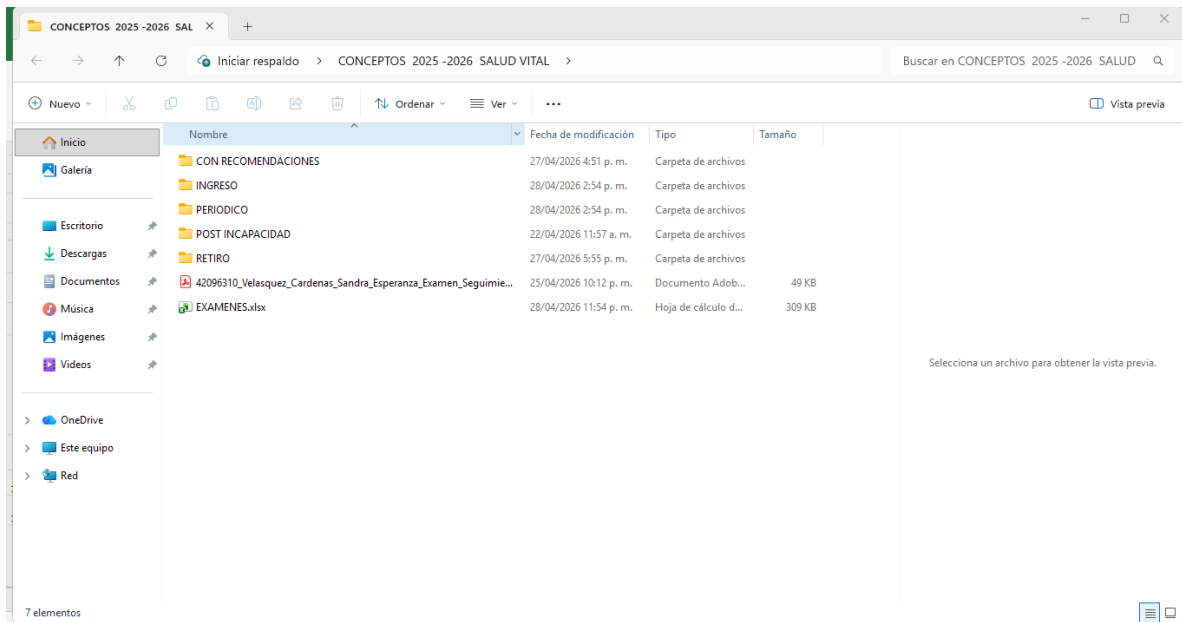 CONCEPTOS 2025 -2026 SAL
Iniciar respaldo > CONCEPTOS 2025 -2026 SALUD VITAL >
Buscar en CONCEPTOS 2025 -2026 SALUD
Nuevo
Ordenar
Ver
Vista previa
Inicio
Galería
Escritorio
Descargas
Documentos
Música
Imágenes
Videos
OneDrive
Este equipo
Red
Nombre Fecha de modificación Tipo Tamaño
CON RECOMENDACIONES 27/04/2026 4:51 p. m. Carpeta de archivos
INGRESO 28/04/2026 2:54 p. m. Carpeta de archivos
PERIODICO 28/04/2026 2:54 p. m. Carpeta de archivos
POST INCAPACIDAD 22/04/2026 11:57 a. m. Carpeta de archivos
RETIRO 27/04/2026 5:55 p. m. Carpeta de archivos
42096310_Velasquez_Cardenas_Sandra_Esperanza_Examen_Seguimie... 25/04/2026 10:12 p. m. Documento Adob... 49 KB
EXAMENES.xlsx 28/04/2026 11:54 p. m. Hoja de cálculo d... 309 KB
Selecciona un archivo para obtener la vista previa.
7 elementos